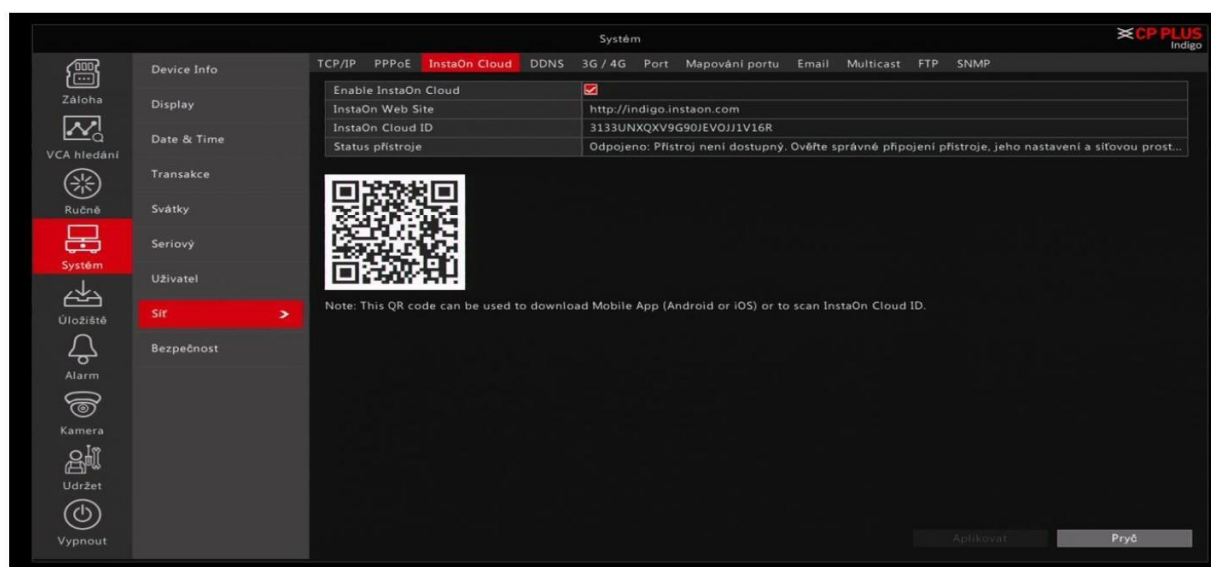 Systém
CP PLUS
Indigo
Záloha
VCA hledání
Ručně
Systém
Úložiště
Alarm
Kamera
Udržet
Vypnout
Device Info
Display
Date & Time
Transakce
Svátky
Seriový
Uživatel
Síť >
Bezpečnost
TCP/IP PPPoE InstaOn Cloud DDNS 3G / 4G Port Mapování portu Email Multicast FTP SNMP
Enable InstaOn Cloud
InstaOn Web Site http://indigo.instaon.com
InstaOn Cloud ID 3133UNXQXV9G90JEVOJJ1V16R
Status přístroje Odpojeno: Přístroj není dostupný. Ověřte správné připojení přístroje, jeho nastavení a síťovou prost...
Note: This QR code can be used to download Mobile App (Android or iOS) or to scan InstaOn Cloud ID.
Aplikovat Pryč